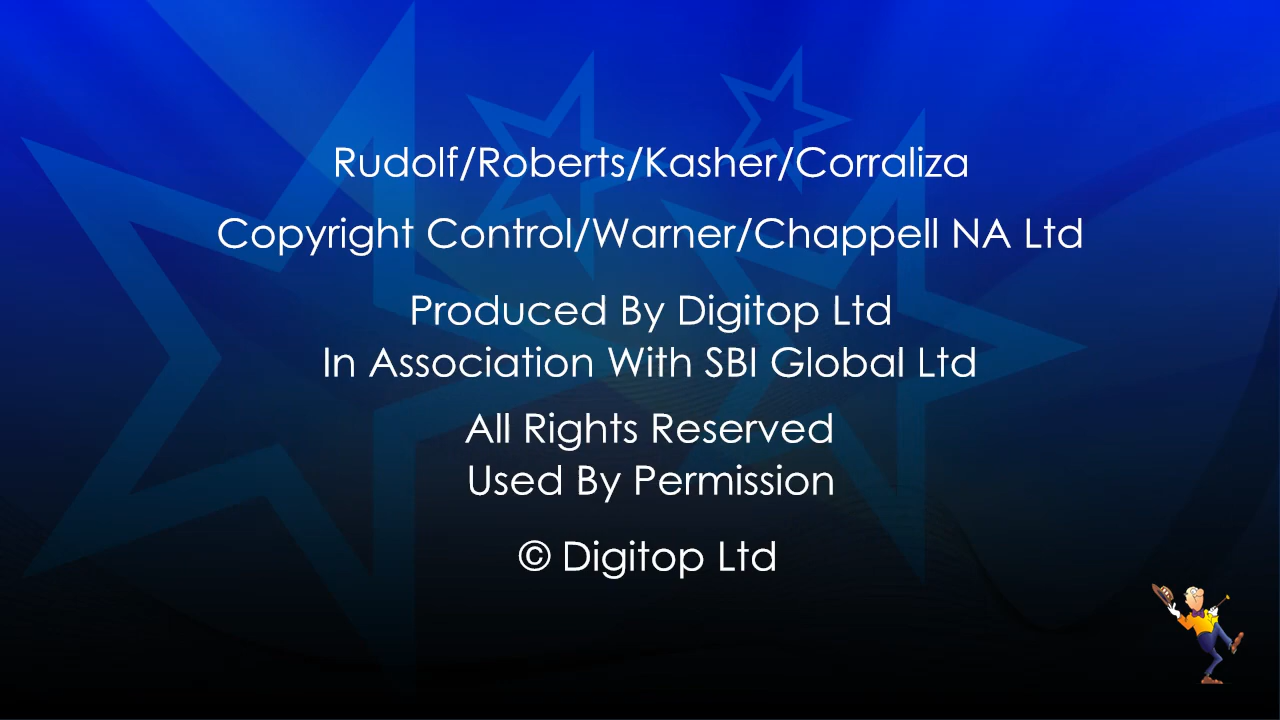 Rudolf/Roberts/Kasher/Corraliza
Copyright Control/Warner/Chappell NA Ltd
Produced By Digitop Ltd
In Association With SBI Global Ltd
All Rights Reserved
Used By Permission
© Digitop Ltd